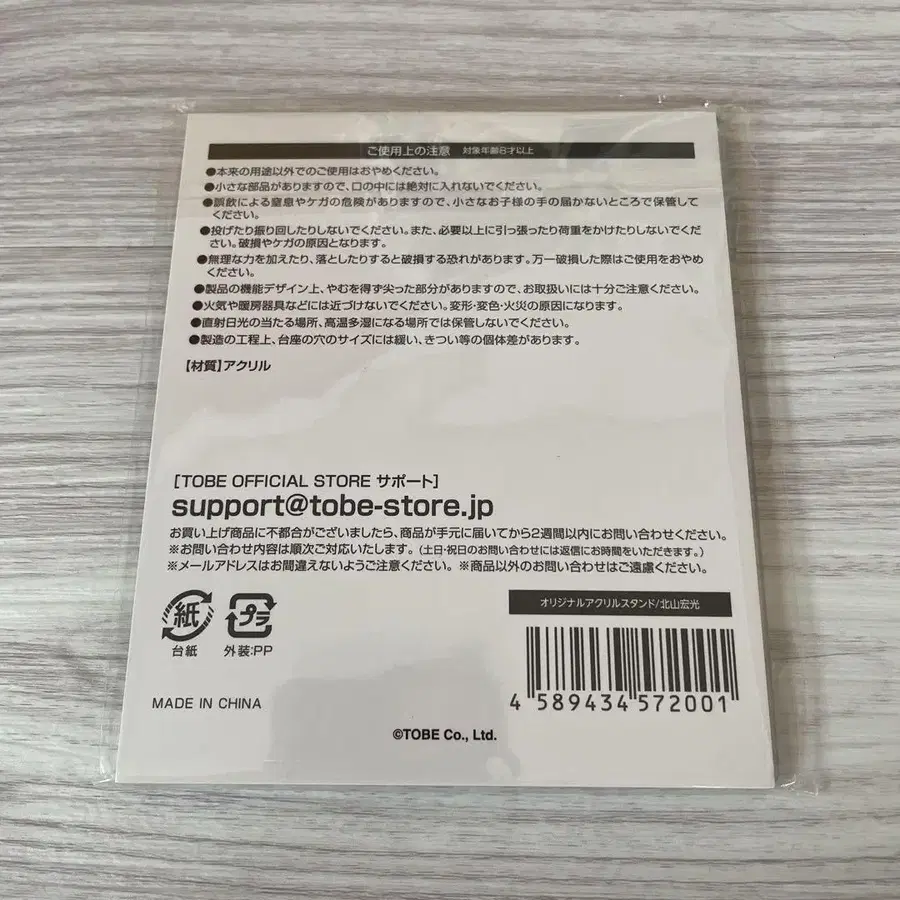 ご使用上の注意 対象年齢6才以上
●本来の用途以外でのご使用はおやめください。
●小さな部品がありますので、口の中には絶対に入れないでください。
●誤飲による窒息やケガの危険がありますので、小さなお子様の手の届かないところで保管して
ください。
●投げたり振り回したりしないでください。また、必要以上に引っ張ったり荷重をかけたりしないでくだ
さい。破損やケガの原因となります。
●無理な力を加えたり、落としたりすると破損する恐れがあります。万一破損した際はご使用をおやめ
ください。
●製品の機能デザイン上、やむを得ず尖った部分がありますので、お取扱いには十分ご注意ください。
●火気や暖房器具などには近づけないでください。変形・変色・火災の原因になります。
●直射日光の当たる場所、高温多湿になる場所では保管しないでください。
●製造の工程上、台座の穴のサイズには緩い、きつい等の個体差があります。
【材質】アクリル
[TOBE OFFICIAL STORE サポート]
support@tobe-store.jp
お買い上げ商品に不都合がございましたら、商品が手元に届いてから2週間以内にお問い合わせください。
※お問い合わせ内容は順次ご対応いたします。(土日・祝日のお問い合わせには返信にお時間をいただきます。)
※メールアドレスはお間違えないようご注意ください。※商品以外のお問い合わせはご遠慮ください。
紙 プラ
台紙 外装:PP
オリジナルアクリルスタンド/北山宏光
4 589434 572001
MADE IN CHINA
©TOBE Co., Ltd.